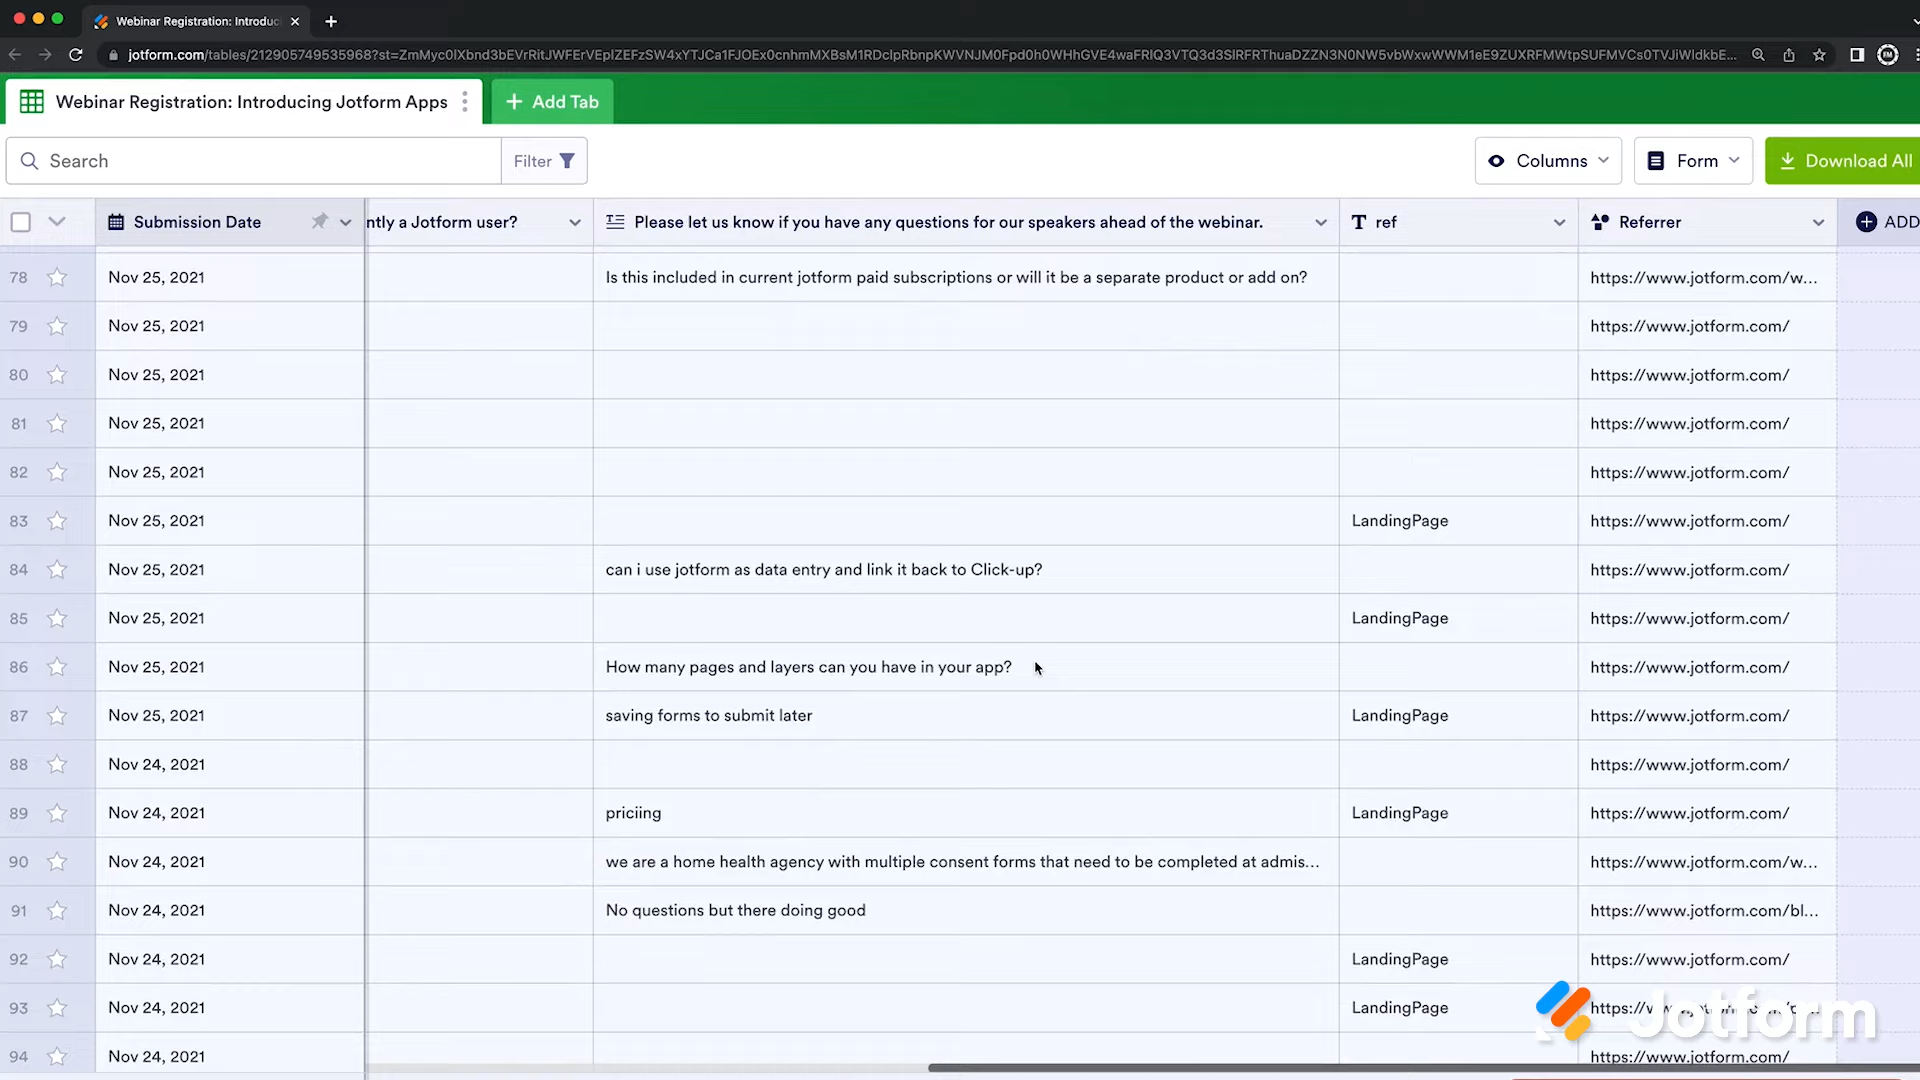 Webinar Registration: Introduc
jotform.com/tables/212905749535968?st=
Webinar Registration: Introducing Jotform Apps
+ Add Tab
Search
Filter
Columns
Form
Download All
Submission Date
ntly a Jotform user?
Please let us know if you have any questions for our speakers ahead of the webinar.
T ref
Referrer
ADD
78 Nov 25, 2021 Is this included in current jotform paid subscriptions or will it be a separate product or add on? https://www.jotform.com/w...
79 Nov 25, 2021 https://www.jotform.com/
80 Nov 25, 2021 https://www.jotform.com/
81 Nov 25, 2021 https://www.jotform.com/
82 Nov 25, 2021 https://www.jotform.com/
83 Nov 25, 2021 LandingPage https://www.jotform.com/
84 Nov 25, 2021 can i use jotform as data entry and link it back to Click-up? https://www.jotform.com/
85 Nov 25, 2021 LandingPage https://www.jotform.com/
86 Nov 25, 2021 How many pages and layers can you have in your app? https://www.jotform.com/
87 Nov 25, 2021 saving forms to submit later LandingPage https://www.jotform.com/
88 Nov 24, 2021 https://www.jotform.com/
89 Nov 24, 2021 priciing LandingPage https://www.jotform.com/
90 Nov 24, 2021 we are a home health agency with multiple consent forms that need to be completed at admis... https://www.jotform.com/w...
91 Nov 24, 2021 No questions but there doing good https://www.jotform.com/bl...
92 Nov 24, 2021 LandingPage https://www.jotform.com/
93 Nov 24, 2021 LandingPage
Jotform
94 Nov 24, 2021 https://www.jotform.com/